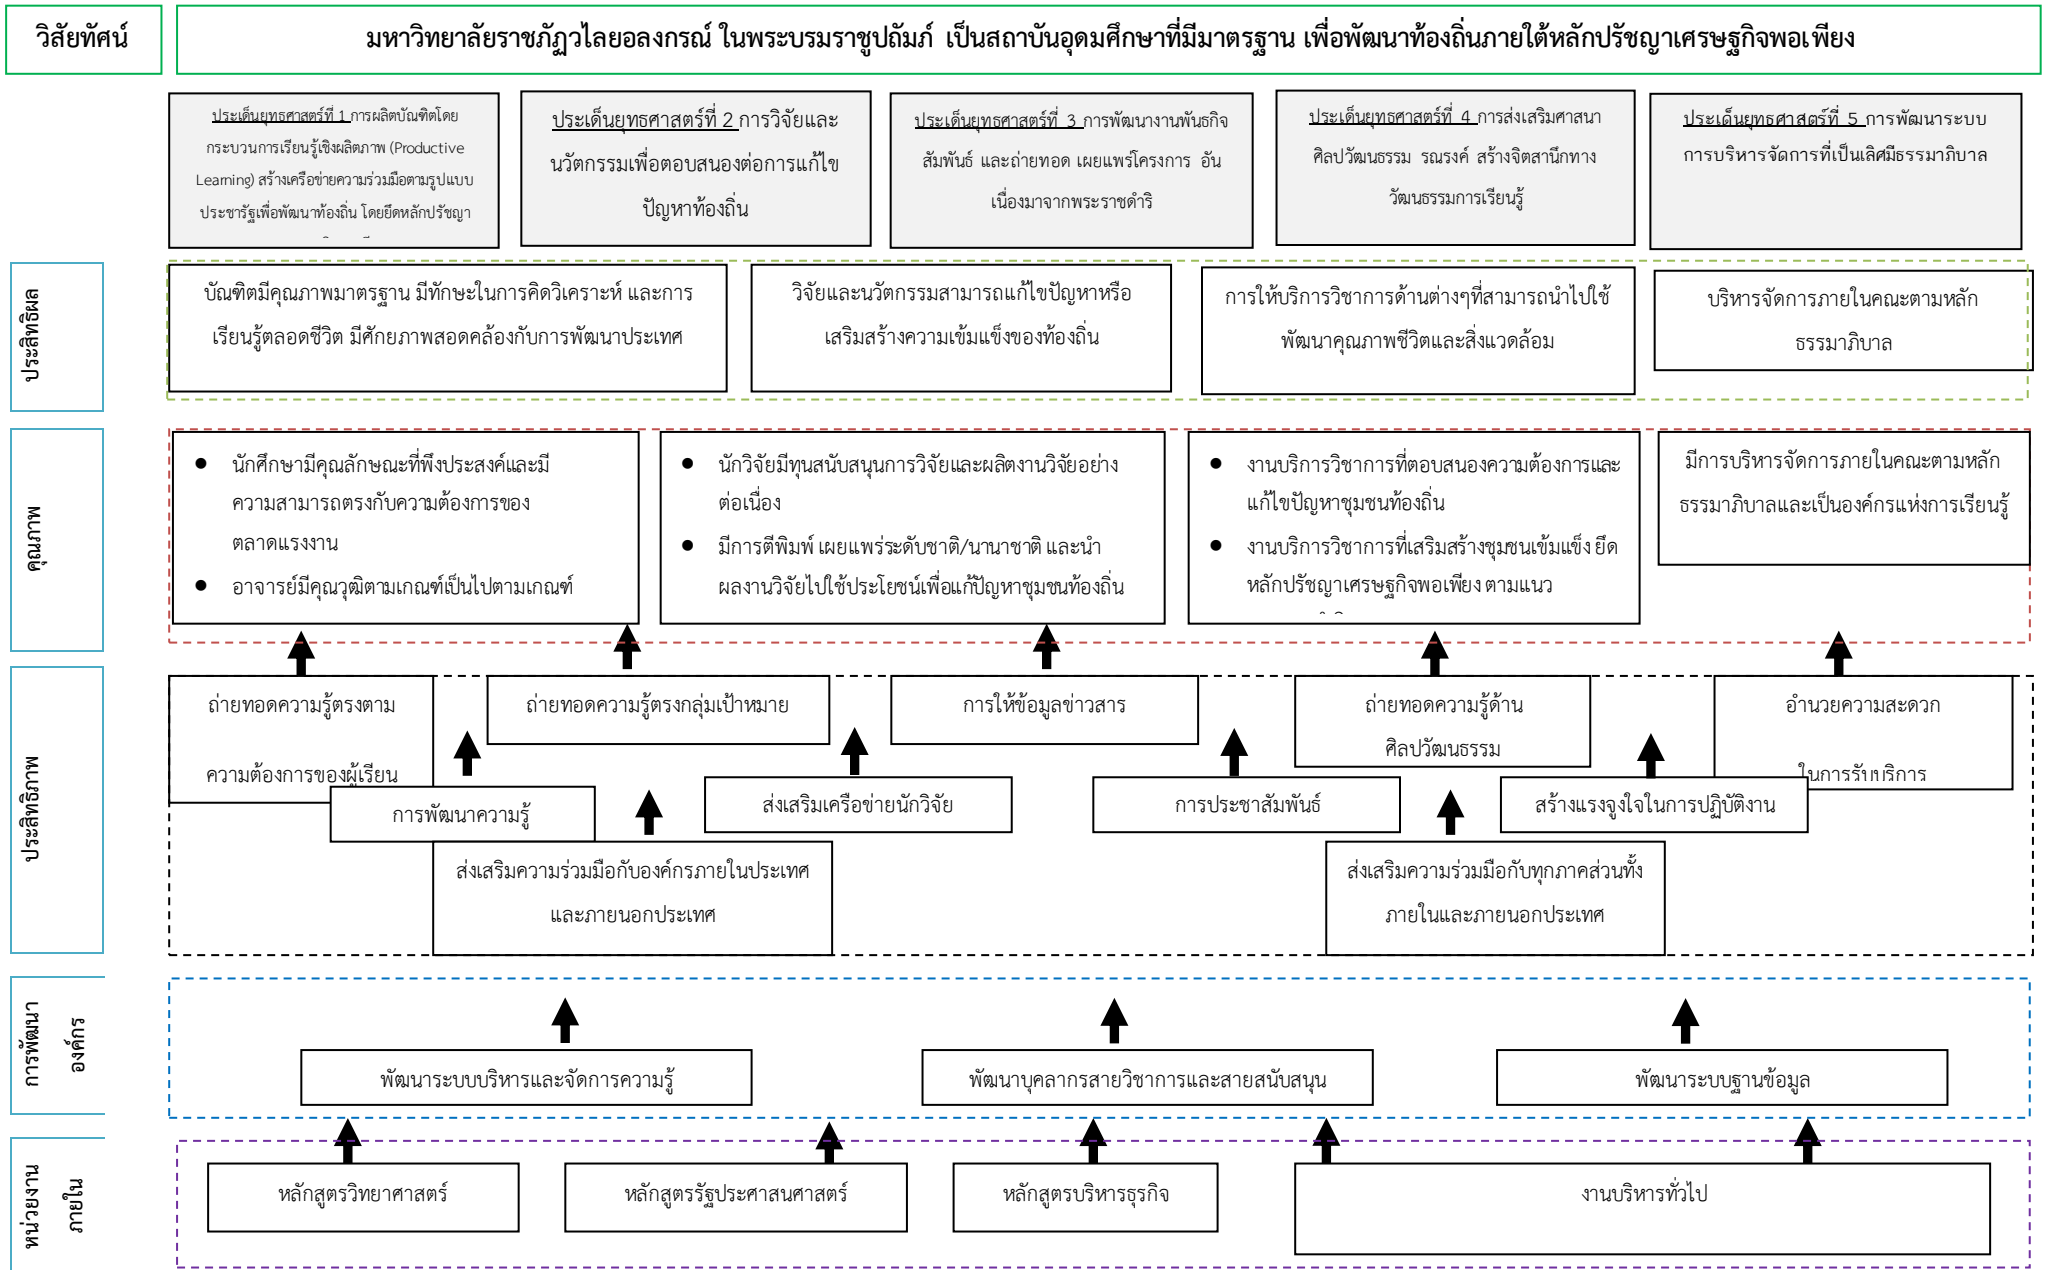 วิสัยทัศน์
มหาวิทยาลัยราชภัฏวไลยอลงกรณ์ ในพระบรมราชูปถัมภ์ เป็นสถาบันอุดมศึกษาที่มีมาตรฐาน เพื่อพัฒนาท้องถิ่นภายใต้หลักปรัชญาเศรษฐกิจพอเพียง
ประเด็นยุทธศาสตร์ที่ 1 การผลิตบัณฑิตโดย
กระบวนการเรียนรู้เชิงผลิตภาพ (Productive
Learning) สร้างเครือข่ายความร่วมมือตามรูปแบบ
ประชารัฐเพื่อพัฒนาท้องถิ่น โดยยึดหลักปรัชญา
ประเด็นยุทธศาสตร์ที่ 2 การวิจัยและ
นวัตกรรมเพื่อตอบสนองต่อการแก้ไข
ปัญหาท้องถิ่น
ประเด็นยุทธศาสตร์ที่ 3 การพัฒนางานพันธกิจ
สัมพันธ์ และถ่ายทอด เผยแพร่โครงการ อัน
เนื่องมาจากพระราชดำริ
ประเด็นยุทธศาสตร์ที่ 4 การส่งเสริมศาสนา
ศิลปวัฒนธรรม รณรงค์ สร้างจิตสานึกทาง
วัฒนธรรมการเรียนรู้
ประเด็นยุทธศาสตร์ที่ 5 การพัฒนาระบบ
การบริหารจัดการที่เป็นเลิศมีธรรมาภิบาล
ประสิทธิผล
บัณฑิตมีคุณภาพมาตรฐาน มีทักษะในการคิดวิเคราะห์ และการ
เรียนรู้ตลอดชีวิต มีศักยภาพสอดคล้องกับการพัฒนาประเทศ
วิจัยและนวัตกรรมสามารถแก้ไขปัญหาหรือ
เสริมสร้างความเข้มแข็งของท้องถิ่น
การให้บริการวิชาการด้านต่างๆที่สามารถนำไปใช้
พัฒนาคุณภาพชีวิตและสิ่งแวดล้อม
บริหารจัดการภายในคณะตามหลัก
ธรรมาภิบาล
คุณภาพ
● นักศึกษามีคุณลักษณะที่พึงประสงค์และมี
ความสามารถตรงกับความต้องการของ
ตลาดแรงงาน
● อาจารย์มีคุณวุฒิตามเกณฑ์เป็นไปตามเกณฑ์
● นักวิจัยมีทุนสนับสนุนการวิจัยและผลิตงานวิจัยอย่าง
ต่อเนื่อง
● มีการตีพิมพ์ เผยแพร่ระดับชาติ/นานาชาติ และนำ
ผลงานวิจัยไปใช้ประโยชน์เพื่อแก้ปัญหาชุมชนท้องถิ่น
● งานบริการวิชาการที่ตอบสนองความต้องการและ
แก้ไขปัญหาชุมชนท้องถิ่น
● งานบริการวิชาการที่เสริมสร้างชุมชนเข้มแข็ง ยึด
หลักปรัชญาเศรษฐกิจพอเพียง ตามแนว
มีการบริหารจัดการภายในคณะตามหลัก
ธรรมาภิบาลและเป็นองค์กรแห่งการเรียนรู้
ประสิทธิภาพ
ถ่ายทอดความรู้ตรงตาม
ความต้องการของผู้เรียน
ถ่ายทอดความรู้ตรงกลุ่มเป้าหมาย
การให้ข้อมูลข่าวสาร
ถ่ายทอดความรู้ด้าน
ศิลปวัฒนธรรม
อำนวยความสะดวก
ในการรับบริการ
การพัฒนาความรู้
ส่งเสริมเครือข่ายนักวิจัย
การประชาสัมพันธ์
สร้างแรงจูงใจในการปฏิบัติงาน
ส่งเสริมความร่วมมือกับองค์กรภายในประเทศ
และภายนอกประเทศ
ส่งเสริมความร่วมมือกับทุกภาคส่วนทั้ง
ภายในและภายนอกประเทศ
การพัฒนา
องค์กร
พัฒนาระบบบริหารและจัดการความรู้
พัฒนาบุคลากรสายวิชาการและสายสนับสนุน
พัฒนาระบบฐานข้อมูล
หน่วยงาน
ภายใน
หลักสูตรวิทยาศาสตร์
หลักสูตรรัฐประศาสนศาสตร์
หลักสูตรบริหารธุรกิจ
งานบริหารทั่วไป